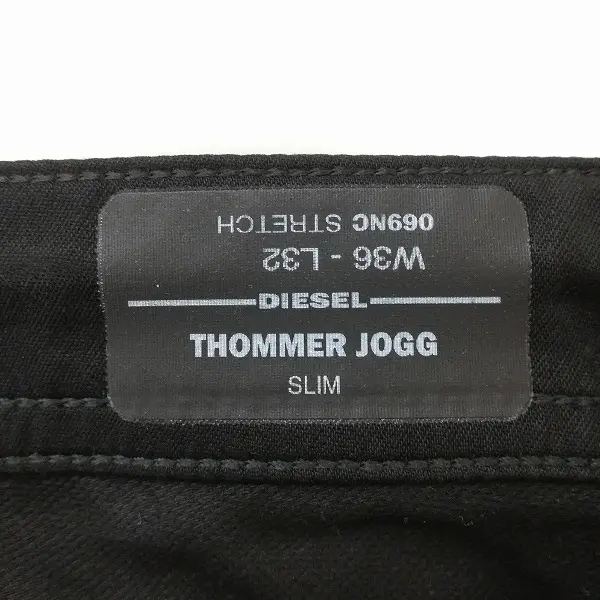 069NC STRETCH
W36 - L32
DIESEL
THOMMER JOGG
SLIM